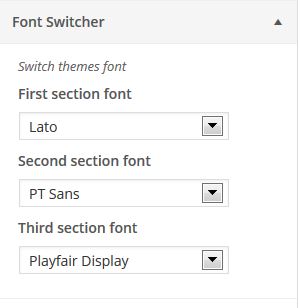 Font Switcher
Switch themes font
First section font
Lato
Second section font
PT Sans
Third section font
Playfair Display